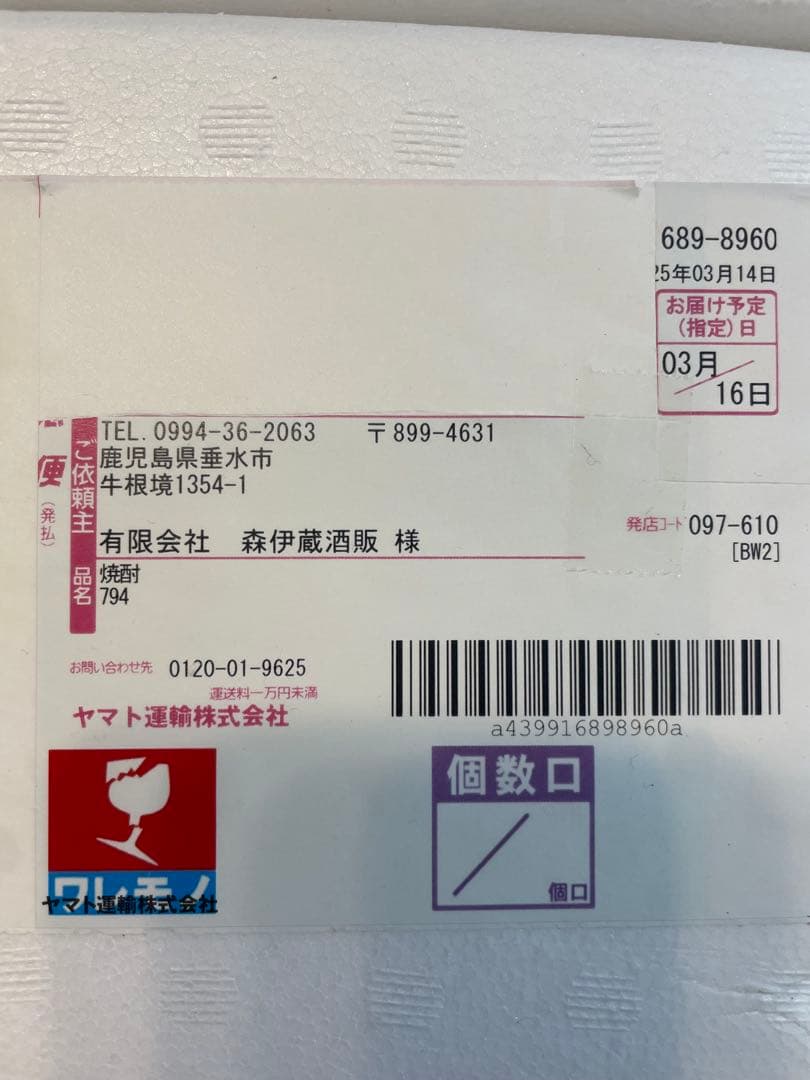 689-8960
25年03月14日
お届け予定
(指定)日
03月
16日
便
(発払)
ご依頼主
TEL. 0994-36-2063 〒899-4631
鹿児島県垂水市
牛根境1354-1
有限会社 森伊蔵酒販 様
発店コード 097-610
[BW2]
品名
焼酎
794
お問い合わせ先 0120-01-9625
運送料一万円未満
ヤマト運輸株式会社
a439916898960a
ワレモノ
ヤマト運輸株式会社
個数口
個口